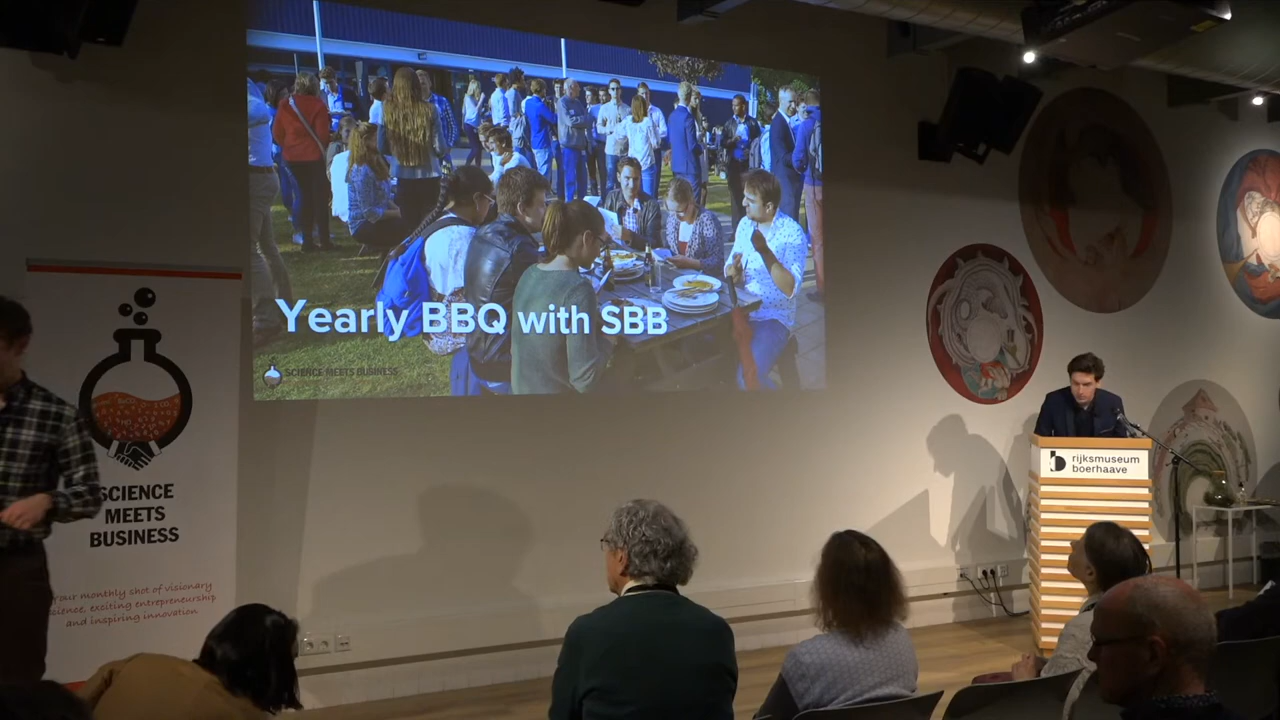 Yearly BBQ with SBB
SCIENCE MEETS BUSINESS
SCIENCE
MEETS
BUSINESS
Your monthly shot of visionary
science, exciting entrepreneurship
and inspiring innovation
rijksmuseum
boerhaave